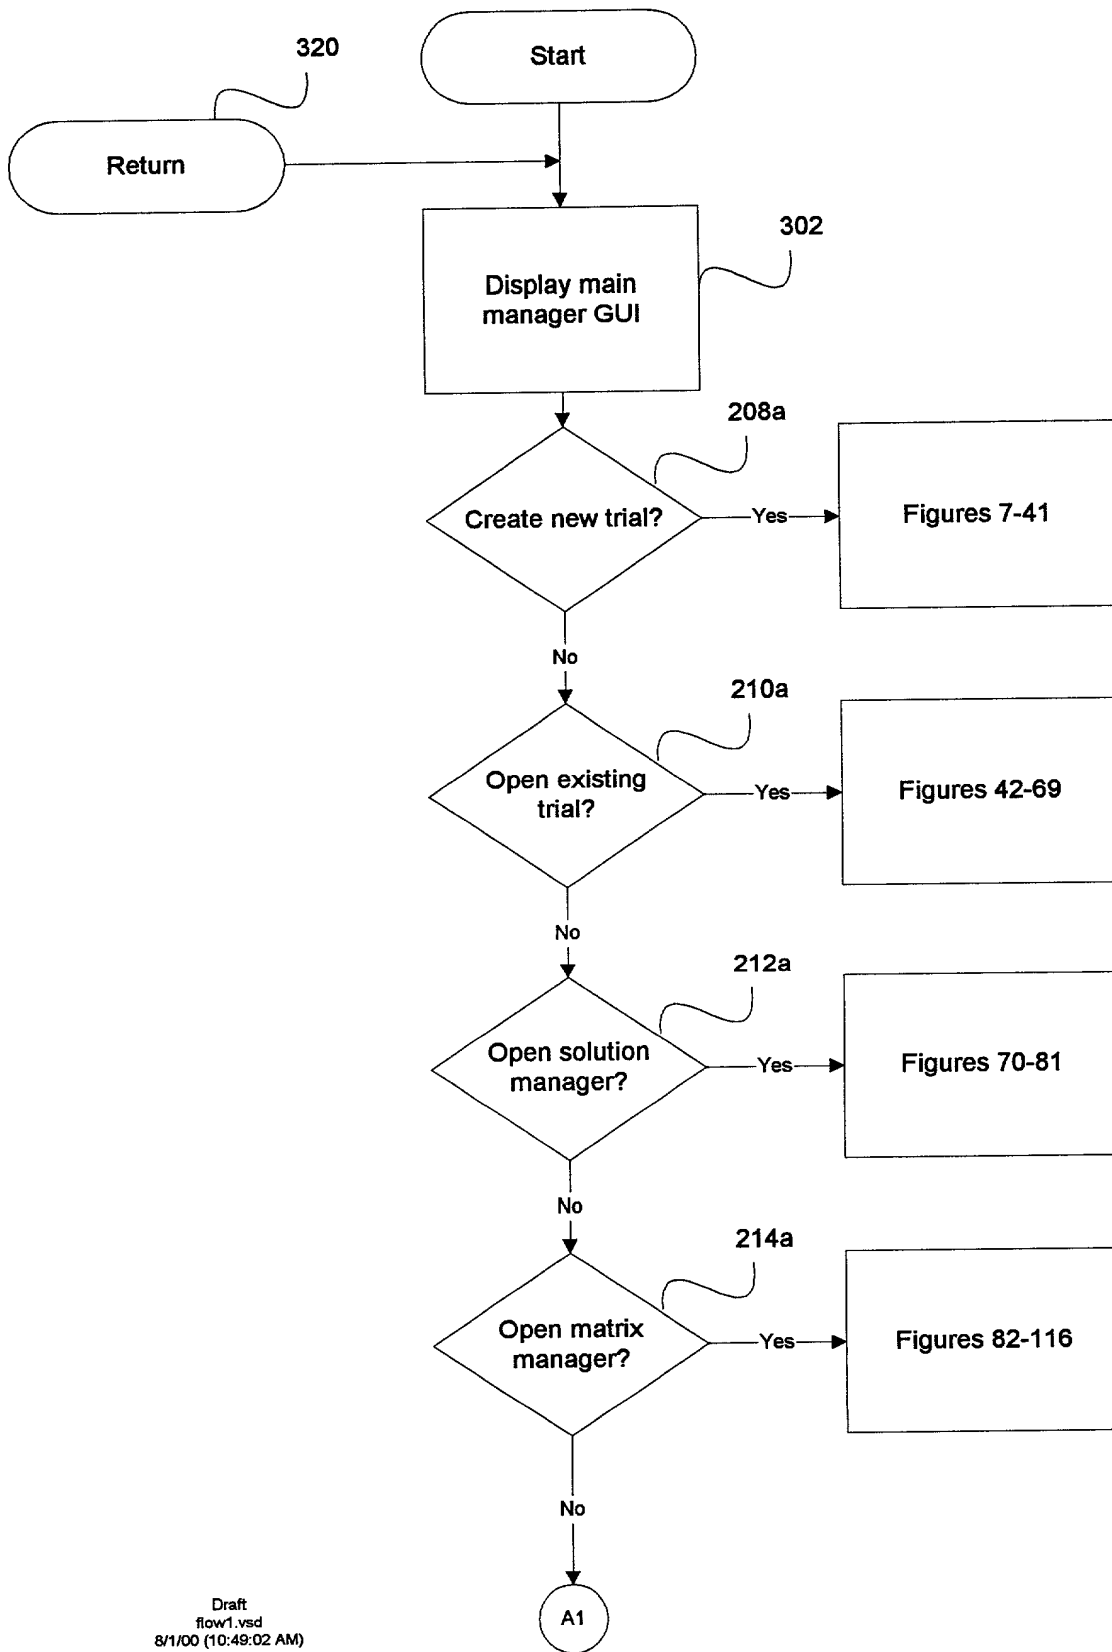 320
Start
Return
302
Display main
manager GUI
208a
Create new trial?
Yes
Figures 7-41
No
210a
Open existing
trial?
Yes
Figures 42-69
No
212a
Open solution
manager?
Yes
Figures 70-81
No
214a
Open matrix
manager?
Yes
Figures 82-116
No
A1
Draft
flow1.vsd
8/1/00 (10:49:02 AM)